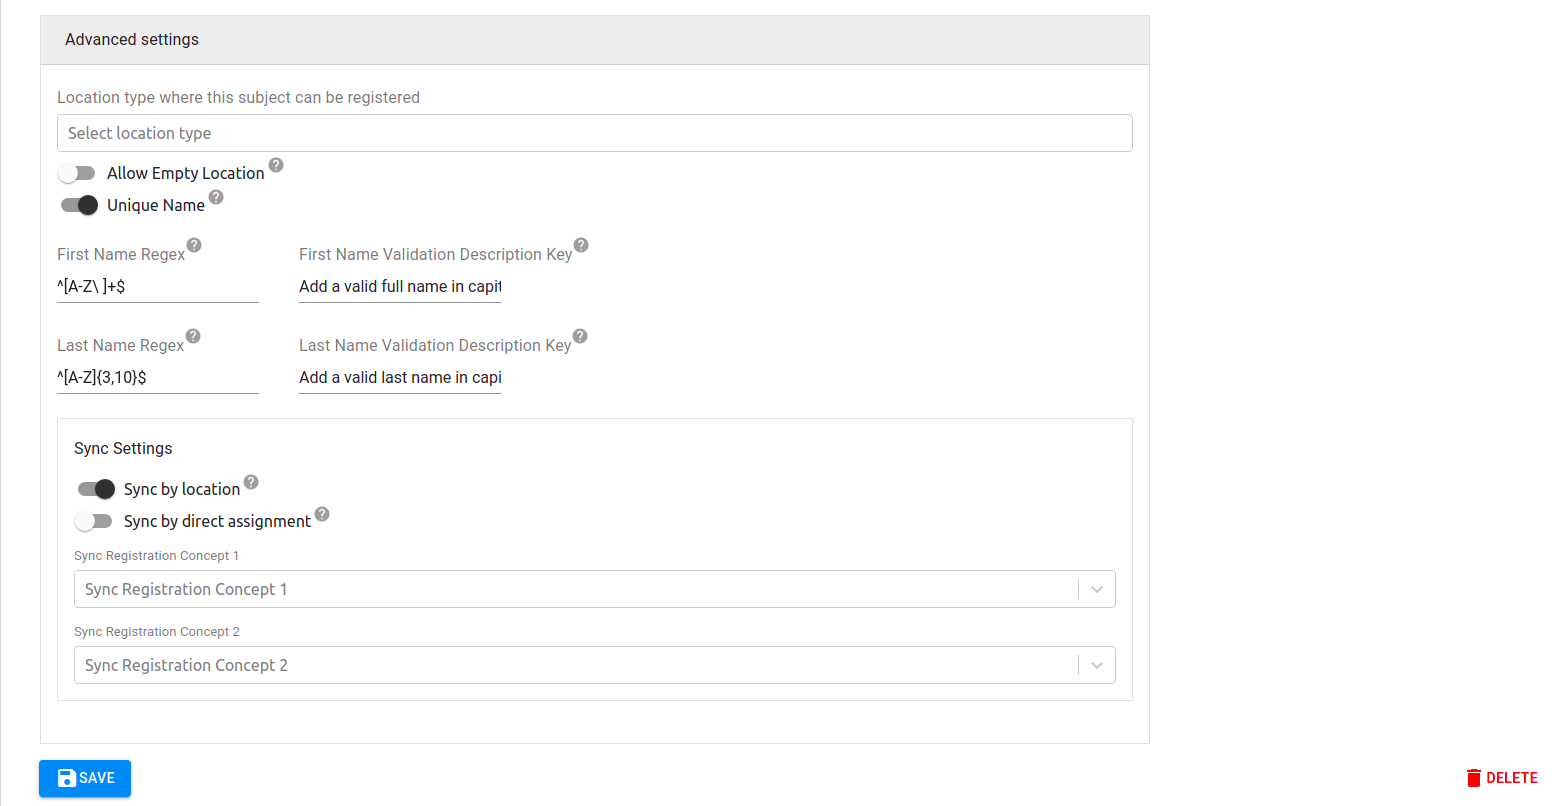 Advanced settings
Location type where this subject can be registered
Select location type
Allow Empty Location ?
Unique Name ?
First Name Regex ? First Name Validation Description Key ?
^[A-Z\ ]+$ Add a valid full name in capit
Last Name Regex ? Last Name Validation Description Key ?
^[A-Z]{3,10}$ Add a valid last name in capi
Sync Settings
Sync by location ?
Sync by direct assignment ?
Sync Registration Concept 1
Sync Registration Concept 1
Sync Registration Concept 2
Sync Registration Concept 2
SAVE DELETE